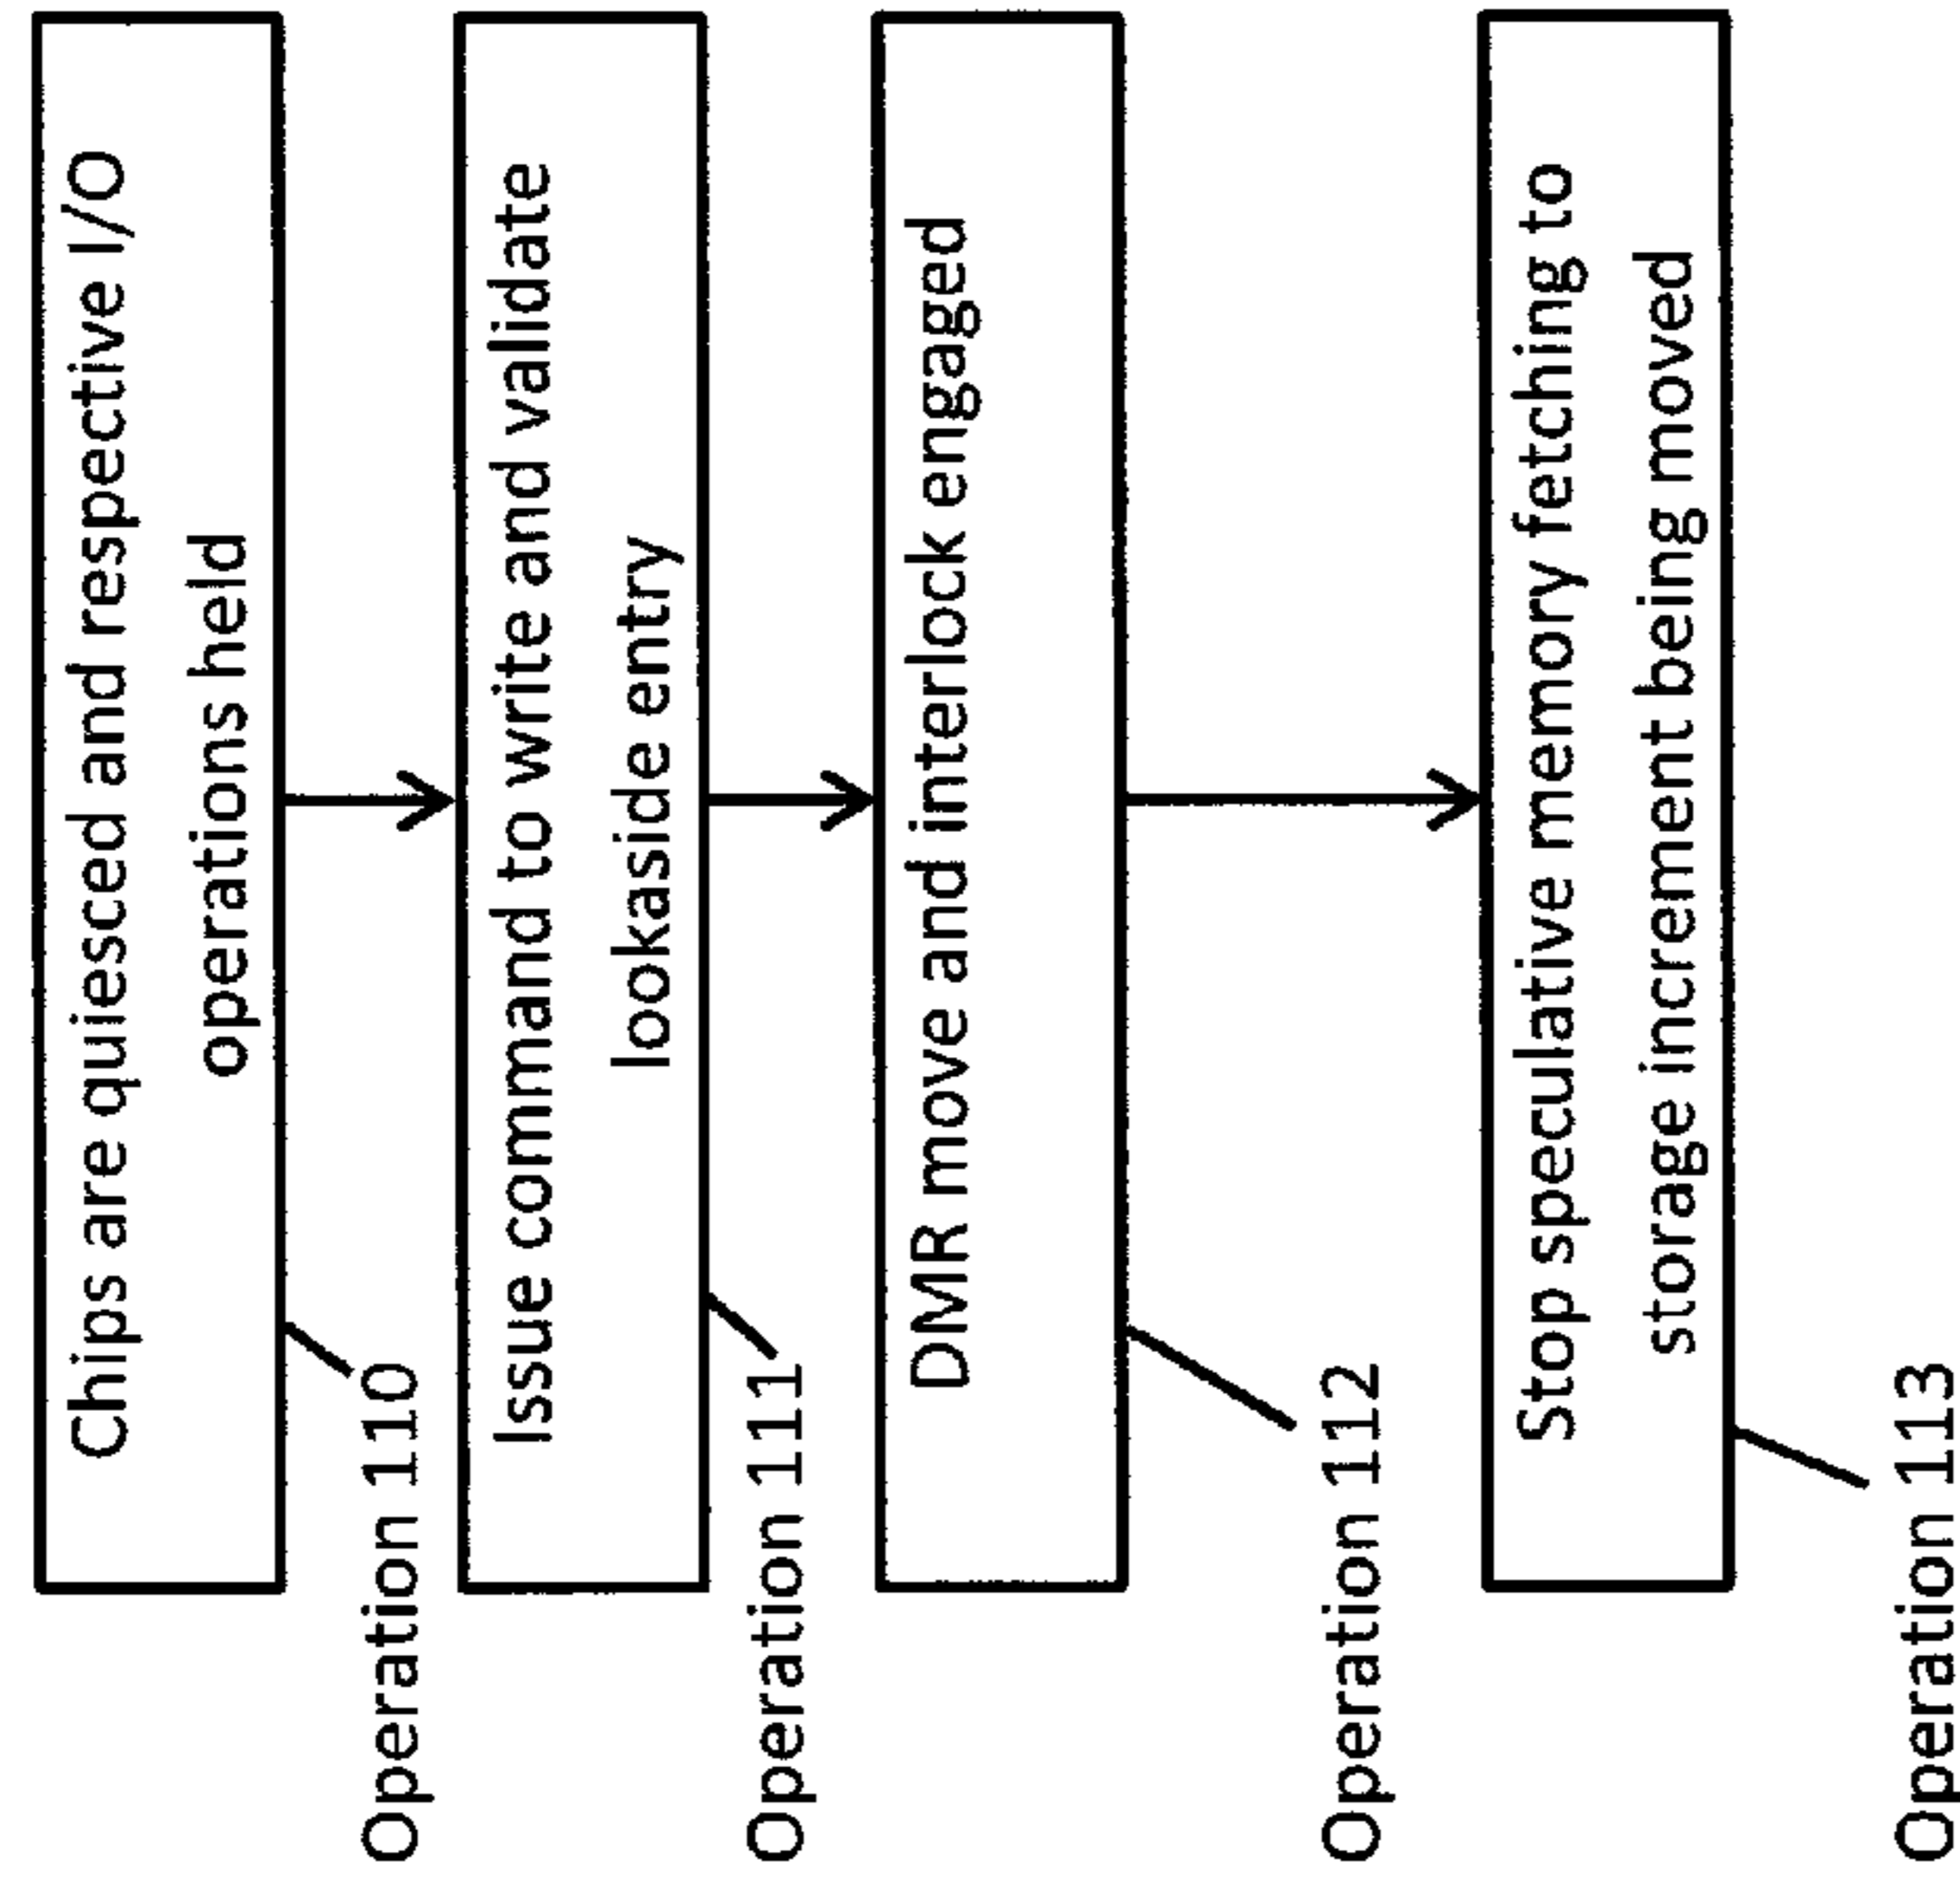 Chips are quiesced and respective I/O
operations held
Operation 110
Issue command to write and validate
lookaside entry
Operation 111
DMR move and interlock engaged
Operation 112
Stop speculative memory fetching to
storage increment being moved
Operation 113